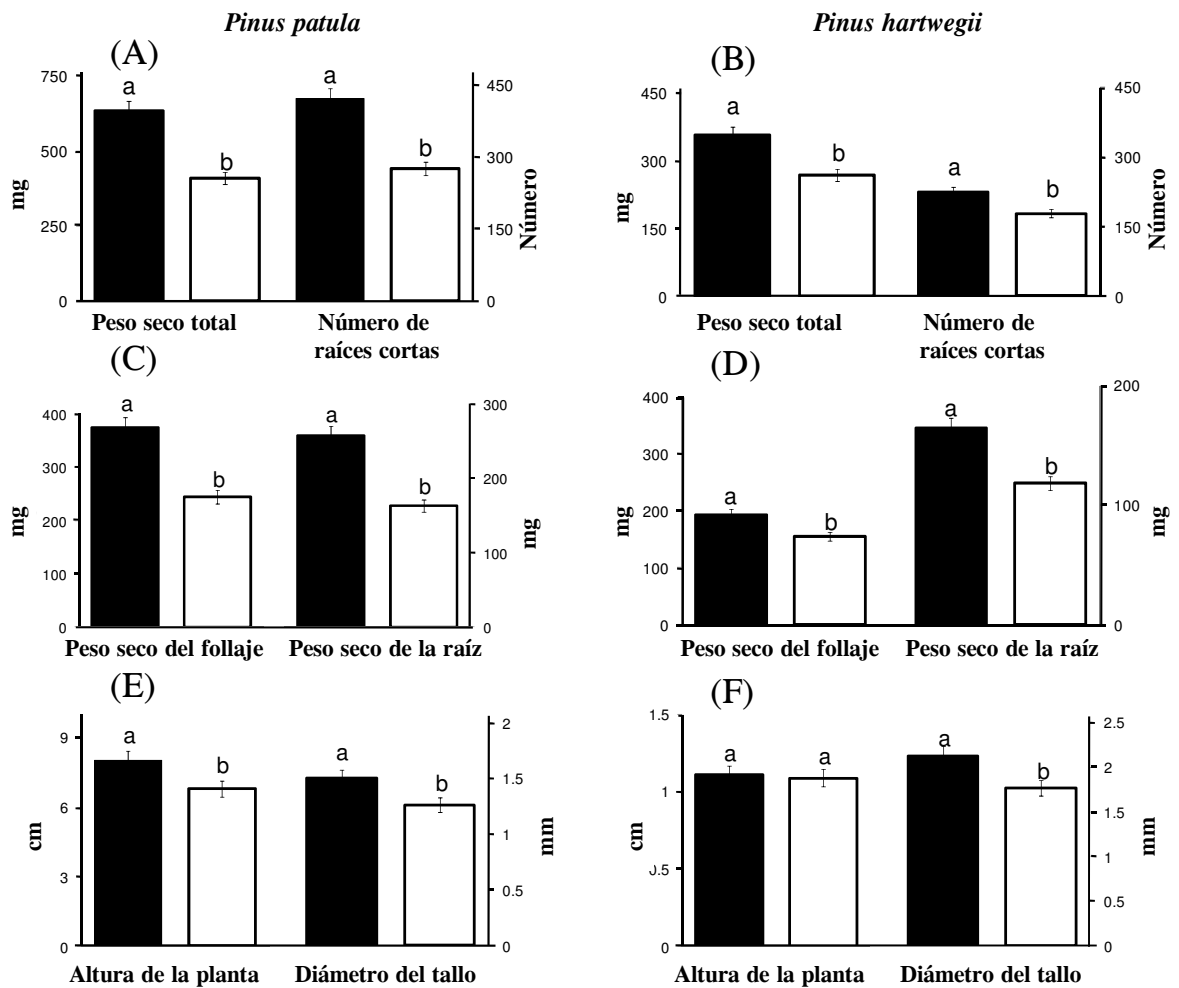 Pinus patula
Pinus hartwegii
(A)
750
500
250
0
mg
a
b
a
b
450
300
150
0
Número
Peso seco total
Número de
raíces cortas
(B)
450
300
150
0
mg
a
b
a
b
450
300
150
0
Número
Peso seco total
Número de
raíces cortas
(C)
400
300
200
100
0
mg
a
b
a
b
300
200
100
0
mg
Peso seco del follaje
Peso seco de la raíz
(D)
400
300
200
100
0
mg
a
b
a
b
200
100
0
mg
Peso seco del follaje
Peso seco de la raíz
(E)
9
6
3
0
cm
a
b
a
b
2
1.5
1
0.5
0
mm
Altura de la planta
Diámetro del tallo
(F)
1.5
1
0.5
0
cm
a
a
a
b
2.5
2
1.5
1
0.5
0
mm
Altura de la planta
Diámetro del tallo